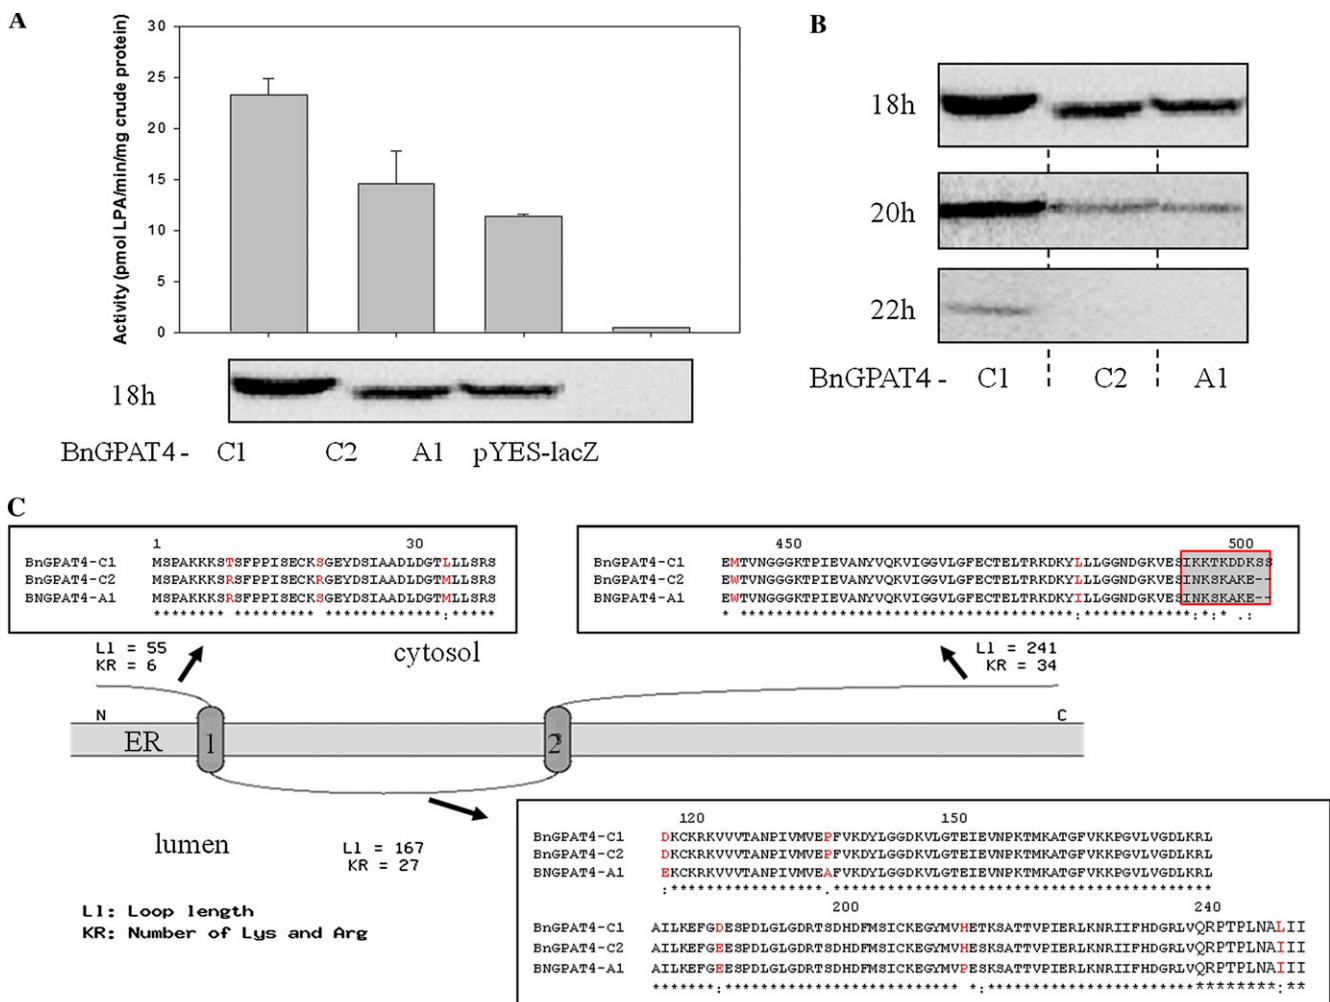 A
Activity (pmol LPA/min/mg crude protein)
30
25
20
15
10
5
0
18h
BnGPAT4- C1 C2 A1 pYES-lacZ
B
18h
20h
22h
BnGPAT4- C1 C2 A1
C
1 30
BnGPAT4-C1 MSPAKKKSTSFPPISECKSGEYDSIAADLDGTLLLSRS
BnGPAT4-C2 MSPAKKKSRSFPPISECKRGEYDSIAADLDGTMLLSRS
BNGPAT4-A1 MSPAKKKSRSFPPISECKSGEYDSIAADLDGTMLLSRS
******** ********* *************:*****
450 500
BnGPAT4-C1 EMTVNGGGKTPIEVANYVQKVIGGVLGFECTELTRKDKYLLLGGNDGKVESIKKTKDDKSS
BnGPAT4-C2 EWTVNGGGKTPIEVANYVQKVIGGVLGFECTELTRKDKYLLLGGNDGKVESINKSKAKE--
BNGPAT4-A1 EWTVNGGGKTPIEVANYVQKVIGGVLGFECTELTRKDKYILLGGNDGKVESINKSKAKE--
* *************************************:************:*:* .:
Ll = 55
KR = 6
cytosol
Ll = 241
KR = 34
N
C
ER 1 2
lumen
Ll = 167
KR = 27
Ll: Loop length
KR: Number of Lys and Arg
120 150
BnGPAT4-C1 DKCKRKVVVTANPIVMVEPFVKDYLGGDKVLGTEIEVNPKTMKATGFVKKPGVLVGDLKRL
BnGPAT4-C2 DKCKRKVVVTANPIVMVEPFVKDYLGGDKVLGTEIEVNPKTMKATGFVKKPGVLVGDLKRL
BNGPAT4-A1 EKCKRKVVVTANPIVMVEAFVKDYLGGDKVLGTEIEVNPKTMKATGFVKKPGVLVGDLKRL
:*****************.******************************************
200 240
BnGPAT4-C1 AILKEFGDESPDLGLGDRTSDHDFMSICKEGYMVHETKSATTVPIERLKNRIIFHDGRLVQRPTPLNALII
BnGPAT4-C2 AILKEFGEESPDLGLGDRTSDHDFMSICKEGYMVHETKSATTVPIERLKNRIIFHDGRLVQRPTPLNAIII
BNGPAT4-A1 AILKEFGEESPDLGLGDRTSDHDFMSICKEGYMVPESKSATTVPIERLKNRIIFHDGRLVQRPTPLNAIII
*******:************************** *:********************************:**